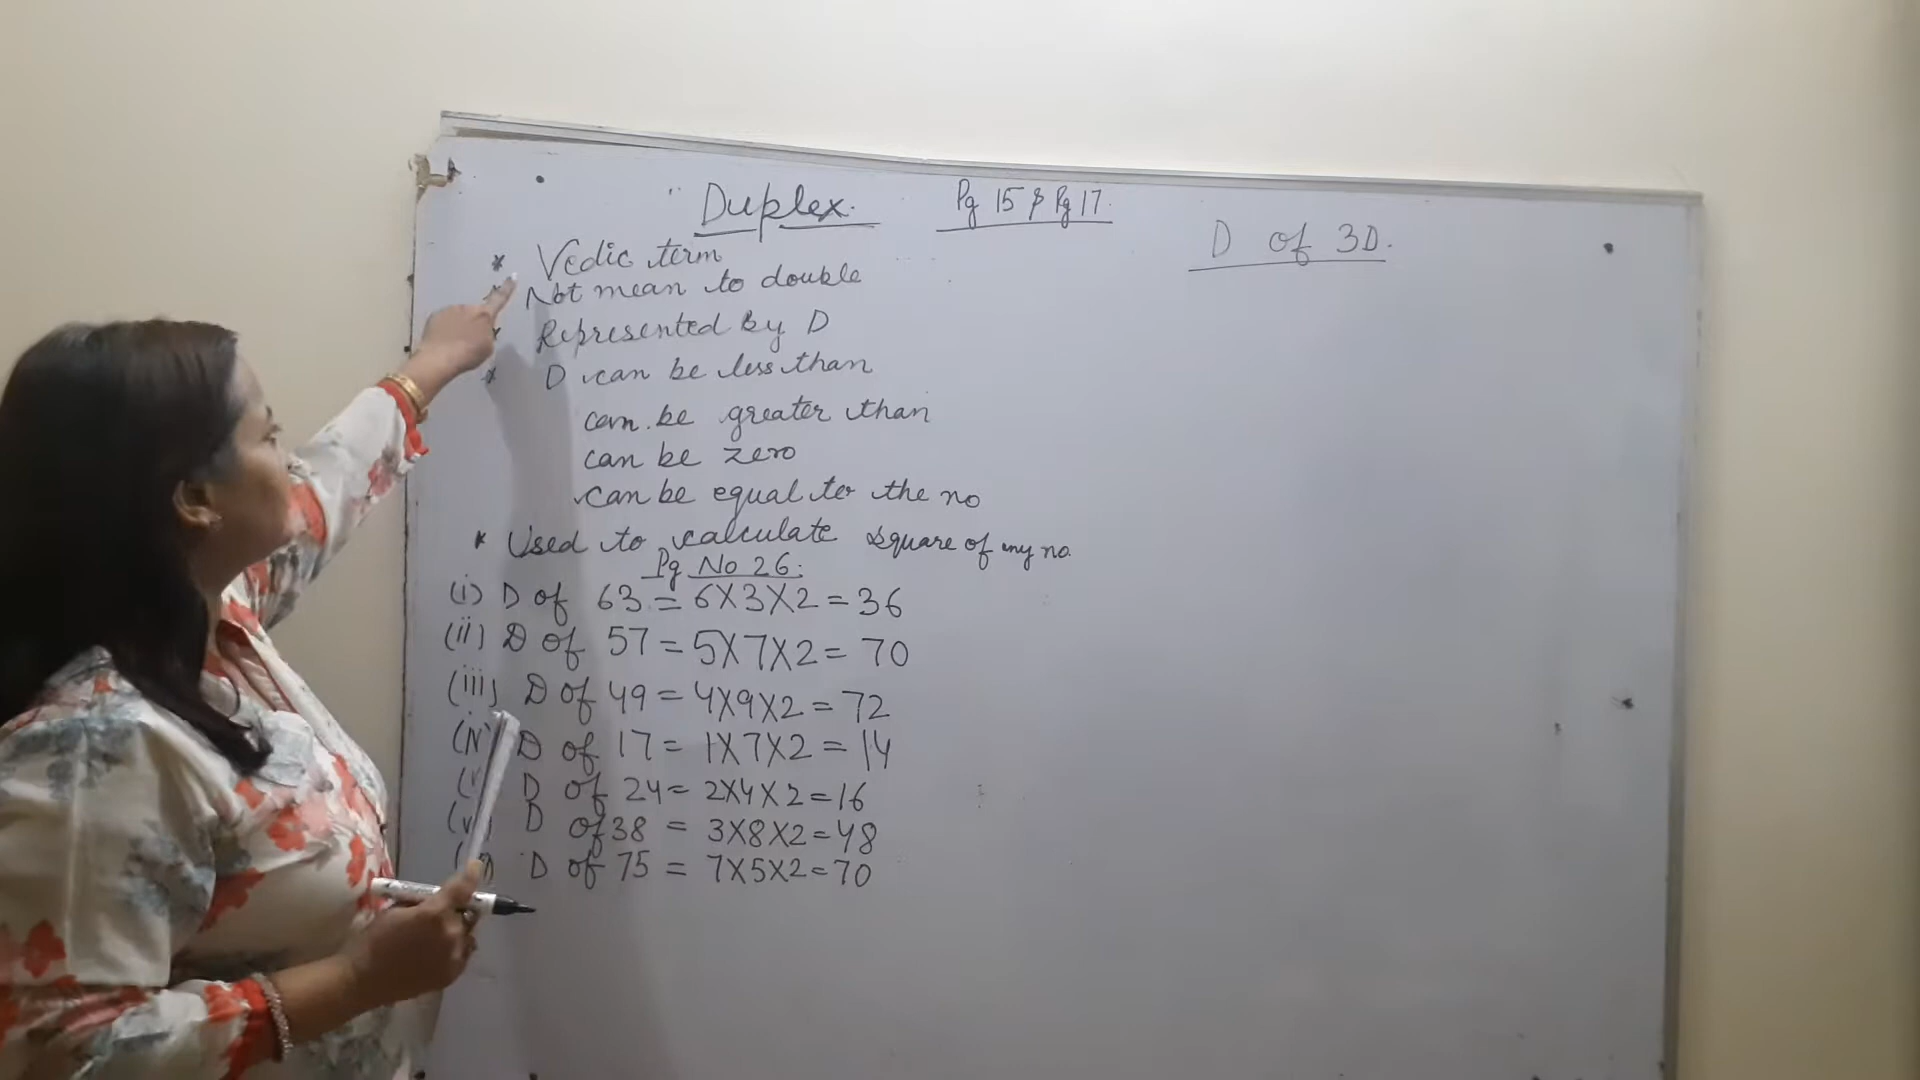 Duplex. Pg 15 & Pg 17.
D of 3D.
* Vedic term
* Not mean to double
* Represented by D
* D can be less than
can be greater than
can be zero
can be equal to the no
* Used to calculate square of any no.
Pg No 26:
(i) D of 63 = 6X3X2 = 36
(ii) D of 57 = 5X7X2 = 70
(iii) D of 49 = 4X9X2 = 72
(iv) D of 17 = 1X7X2 = 14
D of 24 = 2X4X2 = 16
D of 38 = 3X8X2 = 48
D of 75 = 7X5X2 = 70